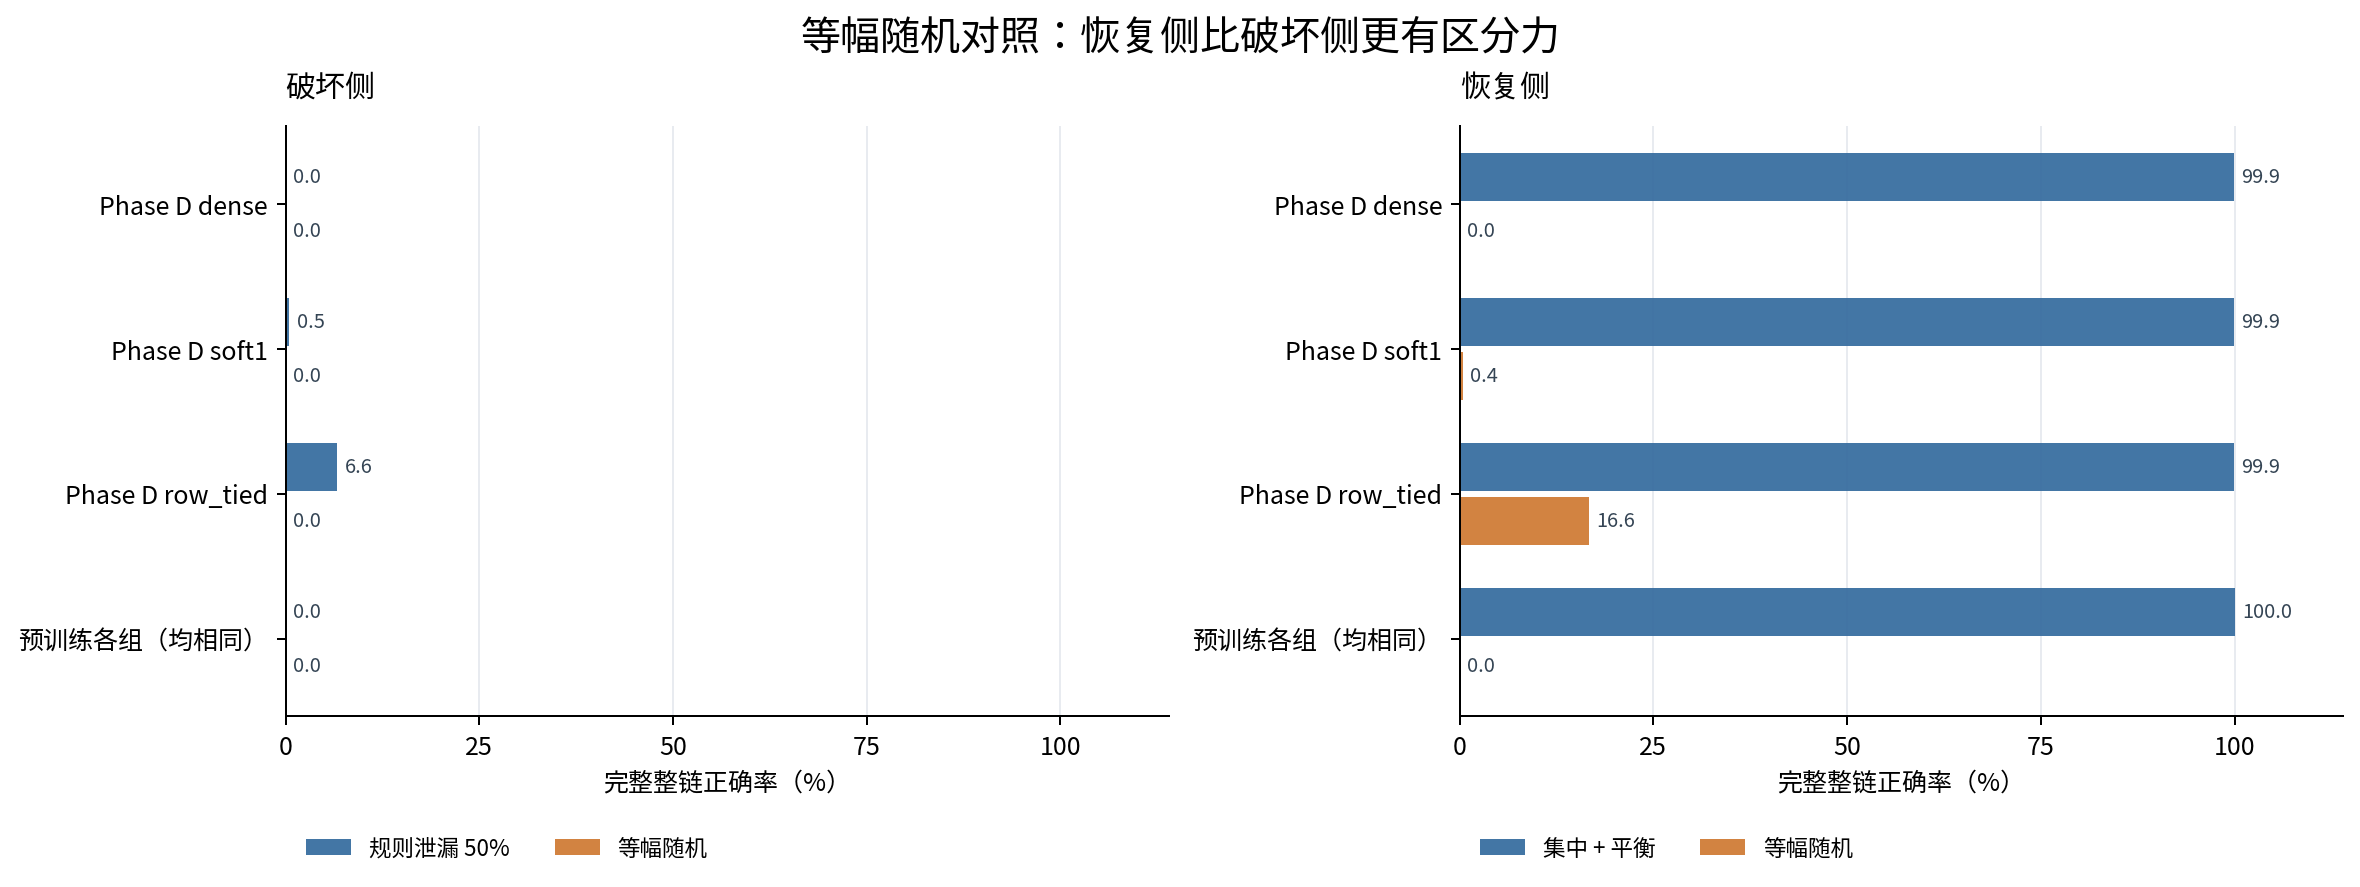 等幅随机对照：恢复侧比破坏侧更有区分力
破坏侧
Phase D dense
0.0
0.0
Phase D soft1
0.5
0.0
Phase D row_tied
6.6
0.0
预训练各组（均相同）
0.0
0.0
0 25 50 75 100
完整整链正确率（%）
规则泄漏 50% 等幅随机
恢复侧
Phase D dense
99.9
0.0
Phase D soft1
99.9
0.4
Phase D row_tied
99.9
16.6
预训练各组（均相同）
100.0
0.0
0 25 50 75 100
完整整链正确率（%）
集中 + 平衡 等幅随机